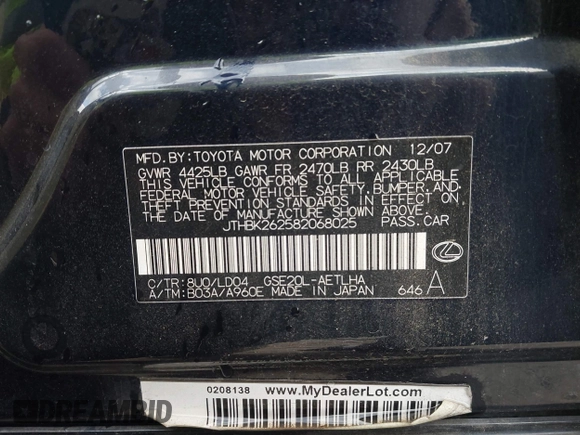 MFD. BY: TOYOTA MOTOR CORPORATION 12/07
GVWR 4425LB GAWR FR 2470LB RR 2430LB
THIS VEHICLE CONFORMS TO ALL APPLICABLE
FEDERAL MOTOR VEHICLE SAFETY, BUMPER, AND
THEFT PREVENTION STANDARDS IN EFFECT ON
THE DATE OF MANUFACTURE SHOWN ABOVE.
JTHBK262582068025 PASS. CAR
C/TR: 8U0/LD04 GSE20L-AETLHA
A/TM: B03A/A960E MADE IN JAPAN 646 A
0208138 www.MyDealerLot.com
DREAMBID